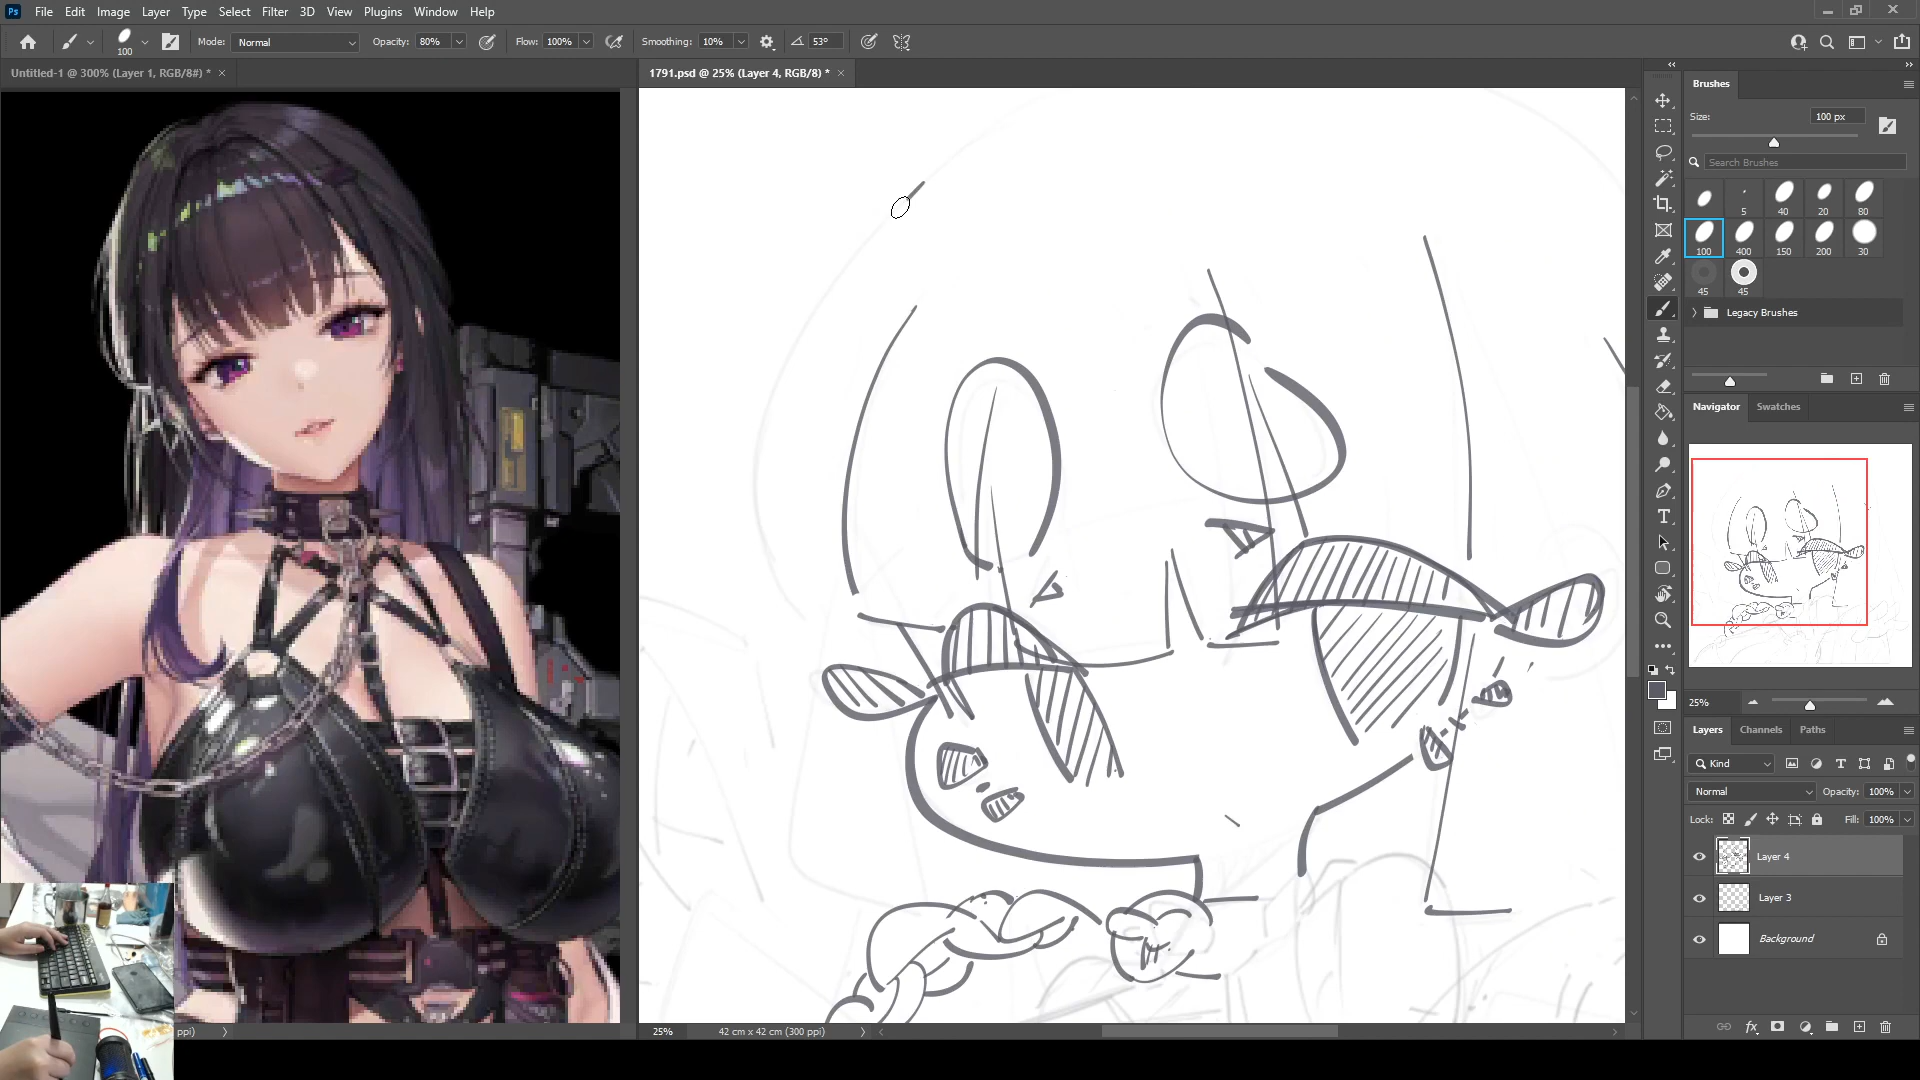 Ps File Edit Image Layer Type Select Filter 3D View Plugins Window Help
100 Mode: Normal Opacity: 80% Flow: 100% Smoothing: 10% 53°
Untitled-1 @ 300% (Layer 1, RGB/8#) * × 1791.psd @ 25% (Layer 4, RGB/8) * ×
Brushes
Size: 100 px
Search Brushes
5 40 20 80
100 400 150 200 30
45 45
Legacy Brushes
Navigator Swatches
25%
Layers Channels Paths
Kind
Normal Opacity: 100%
Lock: Fill: 100%
Layer 4
Layer 3
Background
ppi) 25% 42 cm x 42 cm (300 ppi)